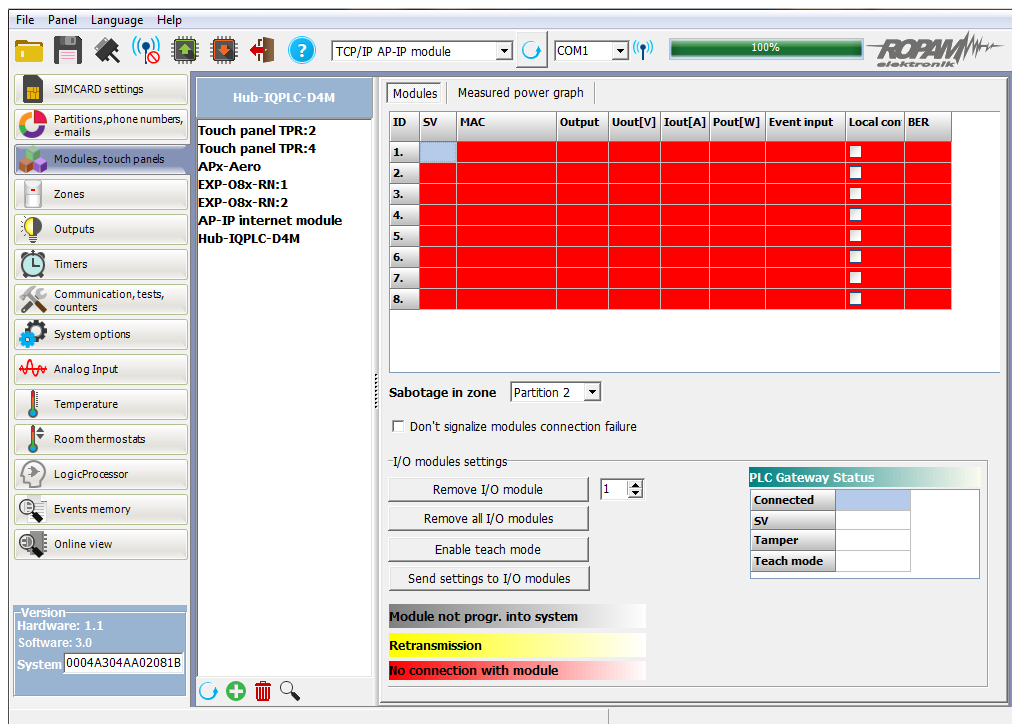 File Panel Language Help
TCP/IP AP-IP module
COM1
100%
ROPAM
elektronik
SIMCARD settings
Partitions,phone numbers,
e-mails
Modules, touch panels
Zones
Outputs
Timers
Communication, tests,
counters
System options
Analog Input
Temperature
Room thermostats
LogicProcessor
Events memory
Online view
Version
Hardware: 1.1
Software: 3.0
System 0004A304AA02081B
Hub-IQPLC-D4M
Touch panel TPR:2
Touch panel TPR:4
APx-Aero
EXP-O8x-RN:1
EXP-O8x-RN:2
AP-IP internet module
Hub-IQPLC-D4M
Modules Measured power graph
ID SV MAC Output Uout[V] Iout[A] Pout[W] Event input Local con BER
1.
2.
3.
4.
5.
6.
7.
8.
Sabotage in zone Partition 2
Don't signalize modules connection failure
I/O modules settings
Remove I/O module 1
Remove all I/O modules
Enable teach mode
Send settings to I/O modules
Module not progr. into system
Retransmission
No connection with module
PLC Gateway Status
Connected
SV
Tamper
Teach mode